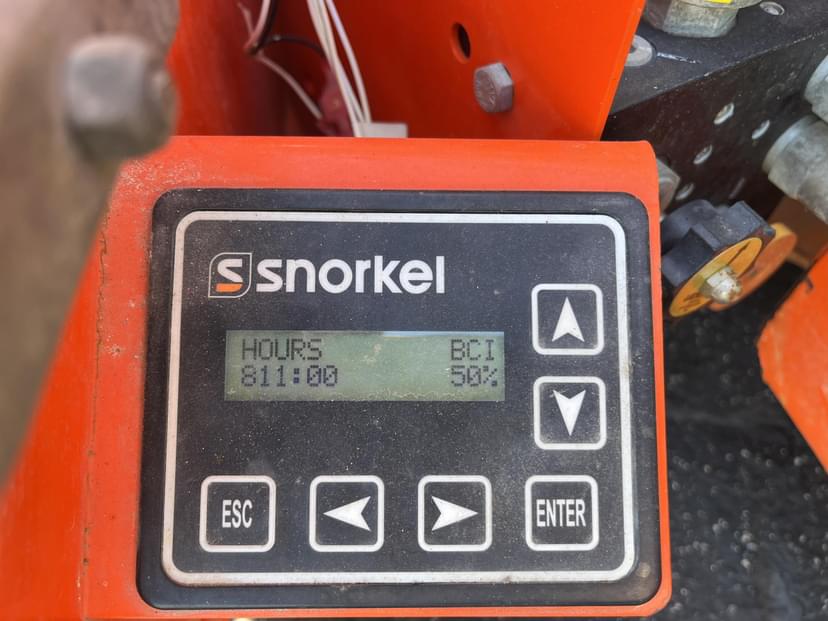 snorkel
HOURS BCI
811:00 50%
ESC ENTER